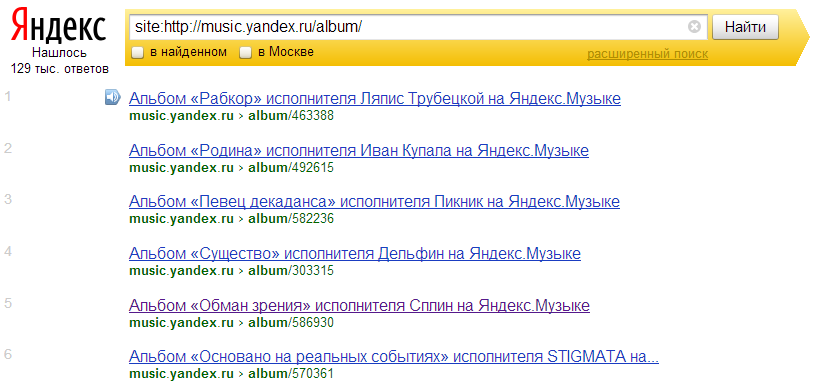 Яндекс
Нашлось
129 тыс. ответов
site:http://music.yandex.ru/album/
Найти
в найденном
в Москве
расширенный поиск
1
Альбом «Рабкор» исполнителя Ляпис Трубецкой на Яндекс.Музыке
music.yandex.ru › album/463388
2
Альбом «Родина» исполнителя Иван Купала на Яндекс.Музыке
music.yandex.ru › album/492615
3
Альбом «Певец декаданса» исполнителя Пикник на Яндекс.Музыке
music.yandex.ru › album/582236
4
Альбом «Существо» исполнителя Дельфин на Яндекс.Музыке
music.yandex.ru › album/303315
5
Альбом «Обман зрения» исполнителя Сплин на Яндекс.Музыке
music.yandex.ru › album/586930
6
Альбом «Основано на реальных событиях» исполнителя STIGMATA на...
music.yandex.ru › album/570361